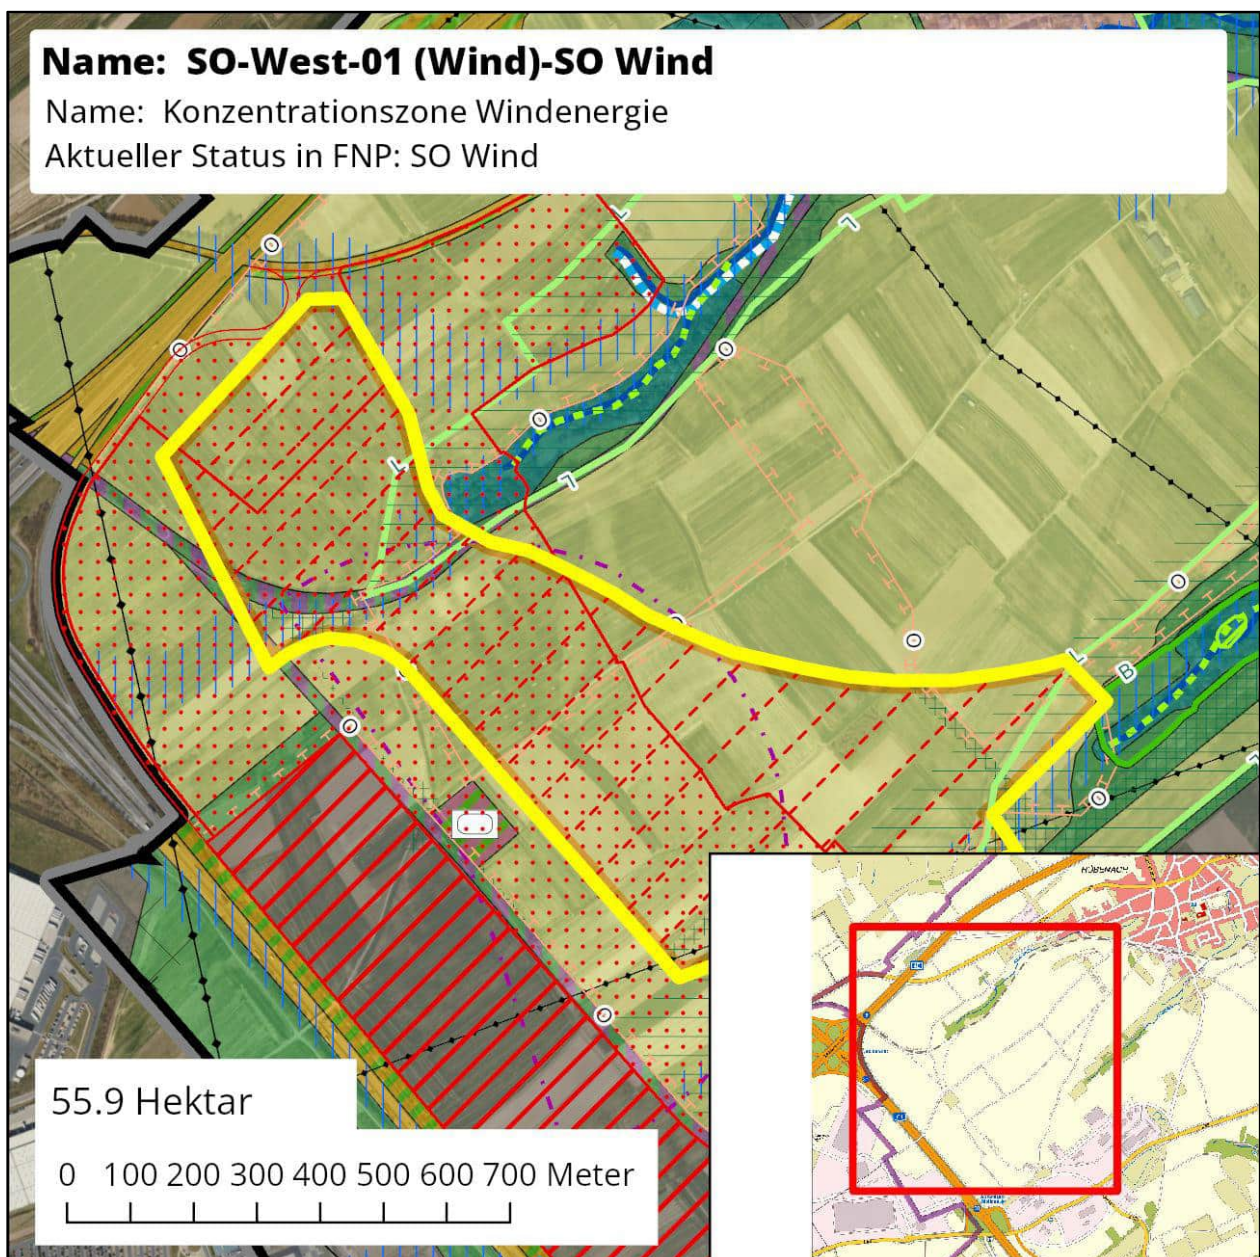 Name: SO-West-01 (Wind)-SO Wind
Name: Konzentrationszone Windenergie
Aktueller Status in FNP: SO Wind
L
L
L
L
L
B
L
55.9 Hektar
0 100 200 300 400 500 600 700 Meter